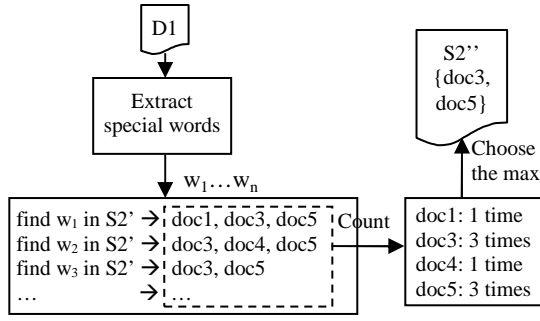 D1
Extract
special words
w₁…wₙ
find w₁ in S2’ → doc1, doc3, doc5
find w₂ in S2’ → doc3, doc4, doc5
find w₃ in S2’ → doc3, doc5
… → …
Count
doc1: 1 time
doc3: 3 times
doc4: 1 time
doc5: 3 times
Choose
the max
S2’’
{doc3,
doc5}